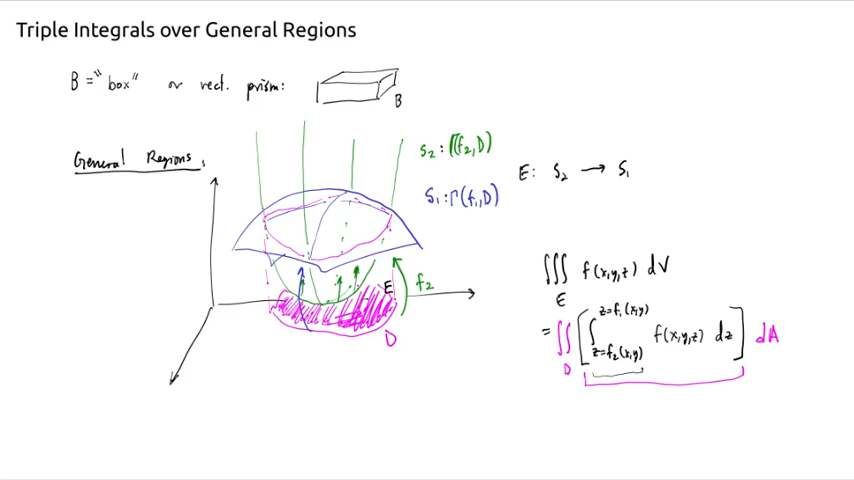 Triple Integrals over General Regions
B = "box" or rect. prism:
B
General Regions.
S₂ : Γ(f₂, D)
S₁ : Γ(f₁, D)
E: S₂ → S₁
E
f₂
D
∭ f(x,y,z) dV
E
= ∬ [ ∫ f(x,y,z) dz ] dA
z=f₁(x,y)
z=f₂(x,y)
D